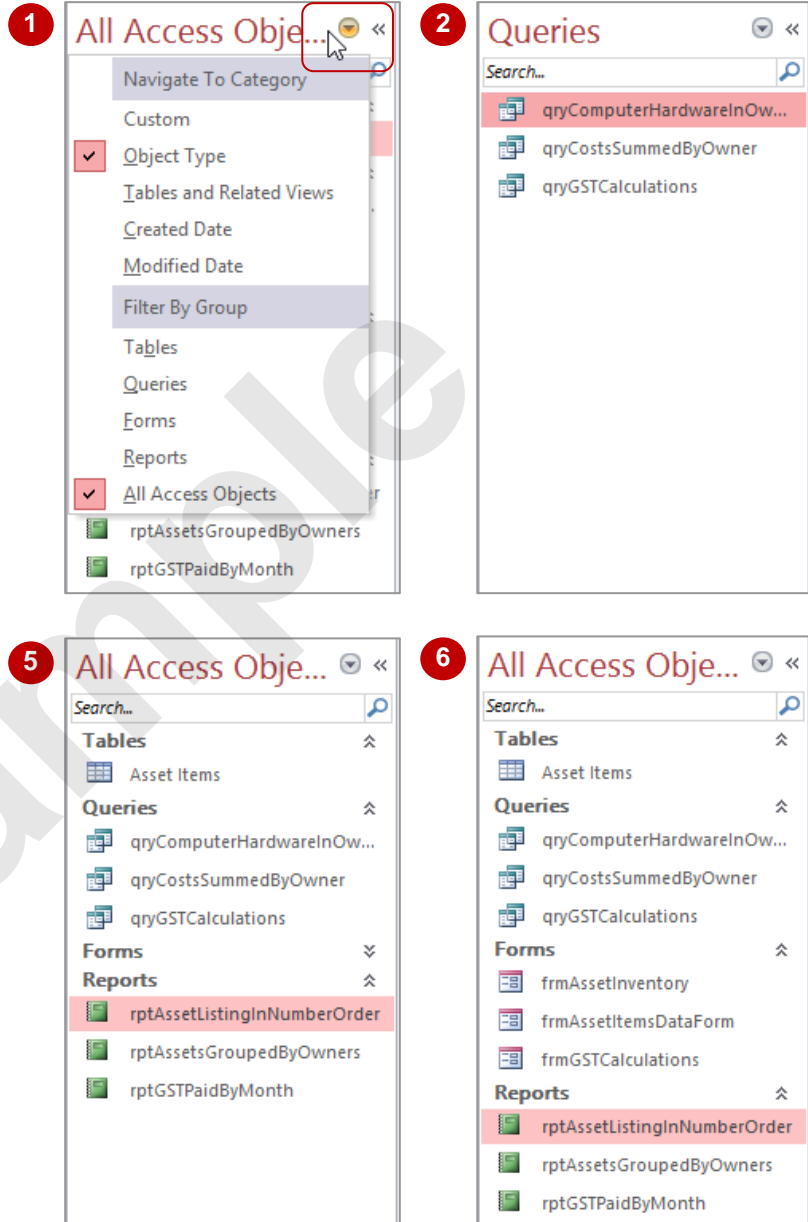 1
All Access Obje...
Navigate To Category
Custom
Object Type
Tables and Related Views
Created Date
Modified Date
Filter By Group
Tables
Queries
Forms
Reports
All Access Objects
rptAssetsGroupedByOwners
rptGSTPaidByMonth
2
Queries
Search...
qryComputerHardwareInOw...
qryCostsSummedByOwner
qryGSTCalculations
5
All Access Obje...
Search...
Tables
Asset Items
Queries
qryComputerHardwareInOw...
qryCostsSummedByOwner
qryGSTCalculations
Forms
Reports
rptAssetListingInNumberOrder
rptAssetsGroupedByOwners
rptGSTPaidByMonth
6
All Access Obje...
Search...
Tables
Asset Items
Queries
qryComputerHardwareInOw...
qryCostsSummedByOwner
qryGSTCalculations
Forms
frmAssetInventory
frmAssetItemsDataForm
frmGSTCalculations
Reports
rptAssetListingInNumberOrder
rptAssetsGroupedByOwners
rptGSTPaidByMonth